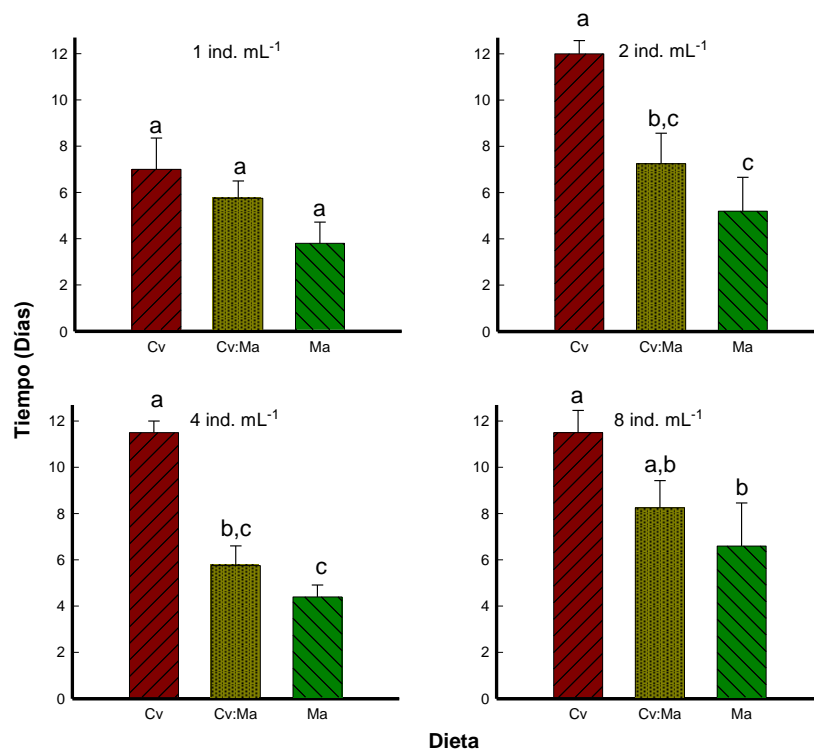 1 ind. mL-1
a
a
a
12
10
8
6
4
2
0
Cv
Cv:Ma
Ma
2 ind. mL-1
a
b,c
c
12
10
8
6
4
2
0
Cv
Cv:Ma
Ma
Tiempo (Días)
4 ind. mL-1
a
b,c
c
12
10
8
6
4
2
0
Cv
Cv:Ma
Ma
8 ind. mL-1
a
a,b
b
12
10
8
6
4
2
0
Cv
Cv:Ma
Ma
Dieta